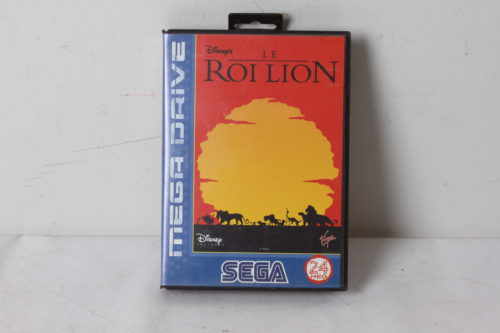 Disney's
LE
ROI LION
MEGA DRIVE
Disney
Virgin
SEGA
24
MEG